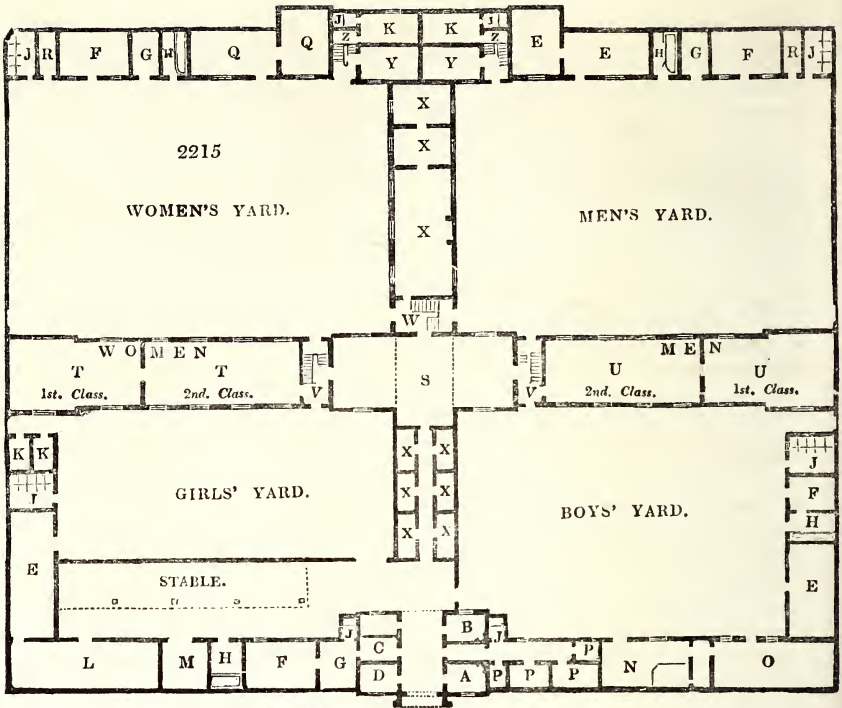 J R F G H Q Q J Z K K J Z E E H G F R J
Y Y
X
X
2215
WOMEN'S YARD.
MEN'S YARD.
X
W
WOMEN
MEN
T T U U
S
1st. Class. 2nd. Class. V V 2nd. Class. 1st. Class.
K K X X J
J GIRLS' YARD. X X F
BOYS' YARD.
X X H
E STABLE. E
J B J
L M H F G C P N O
D A P P P